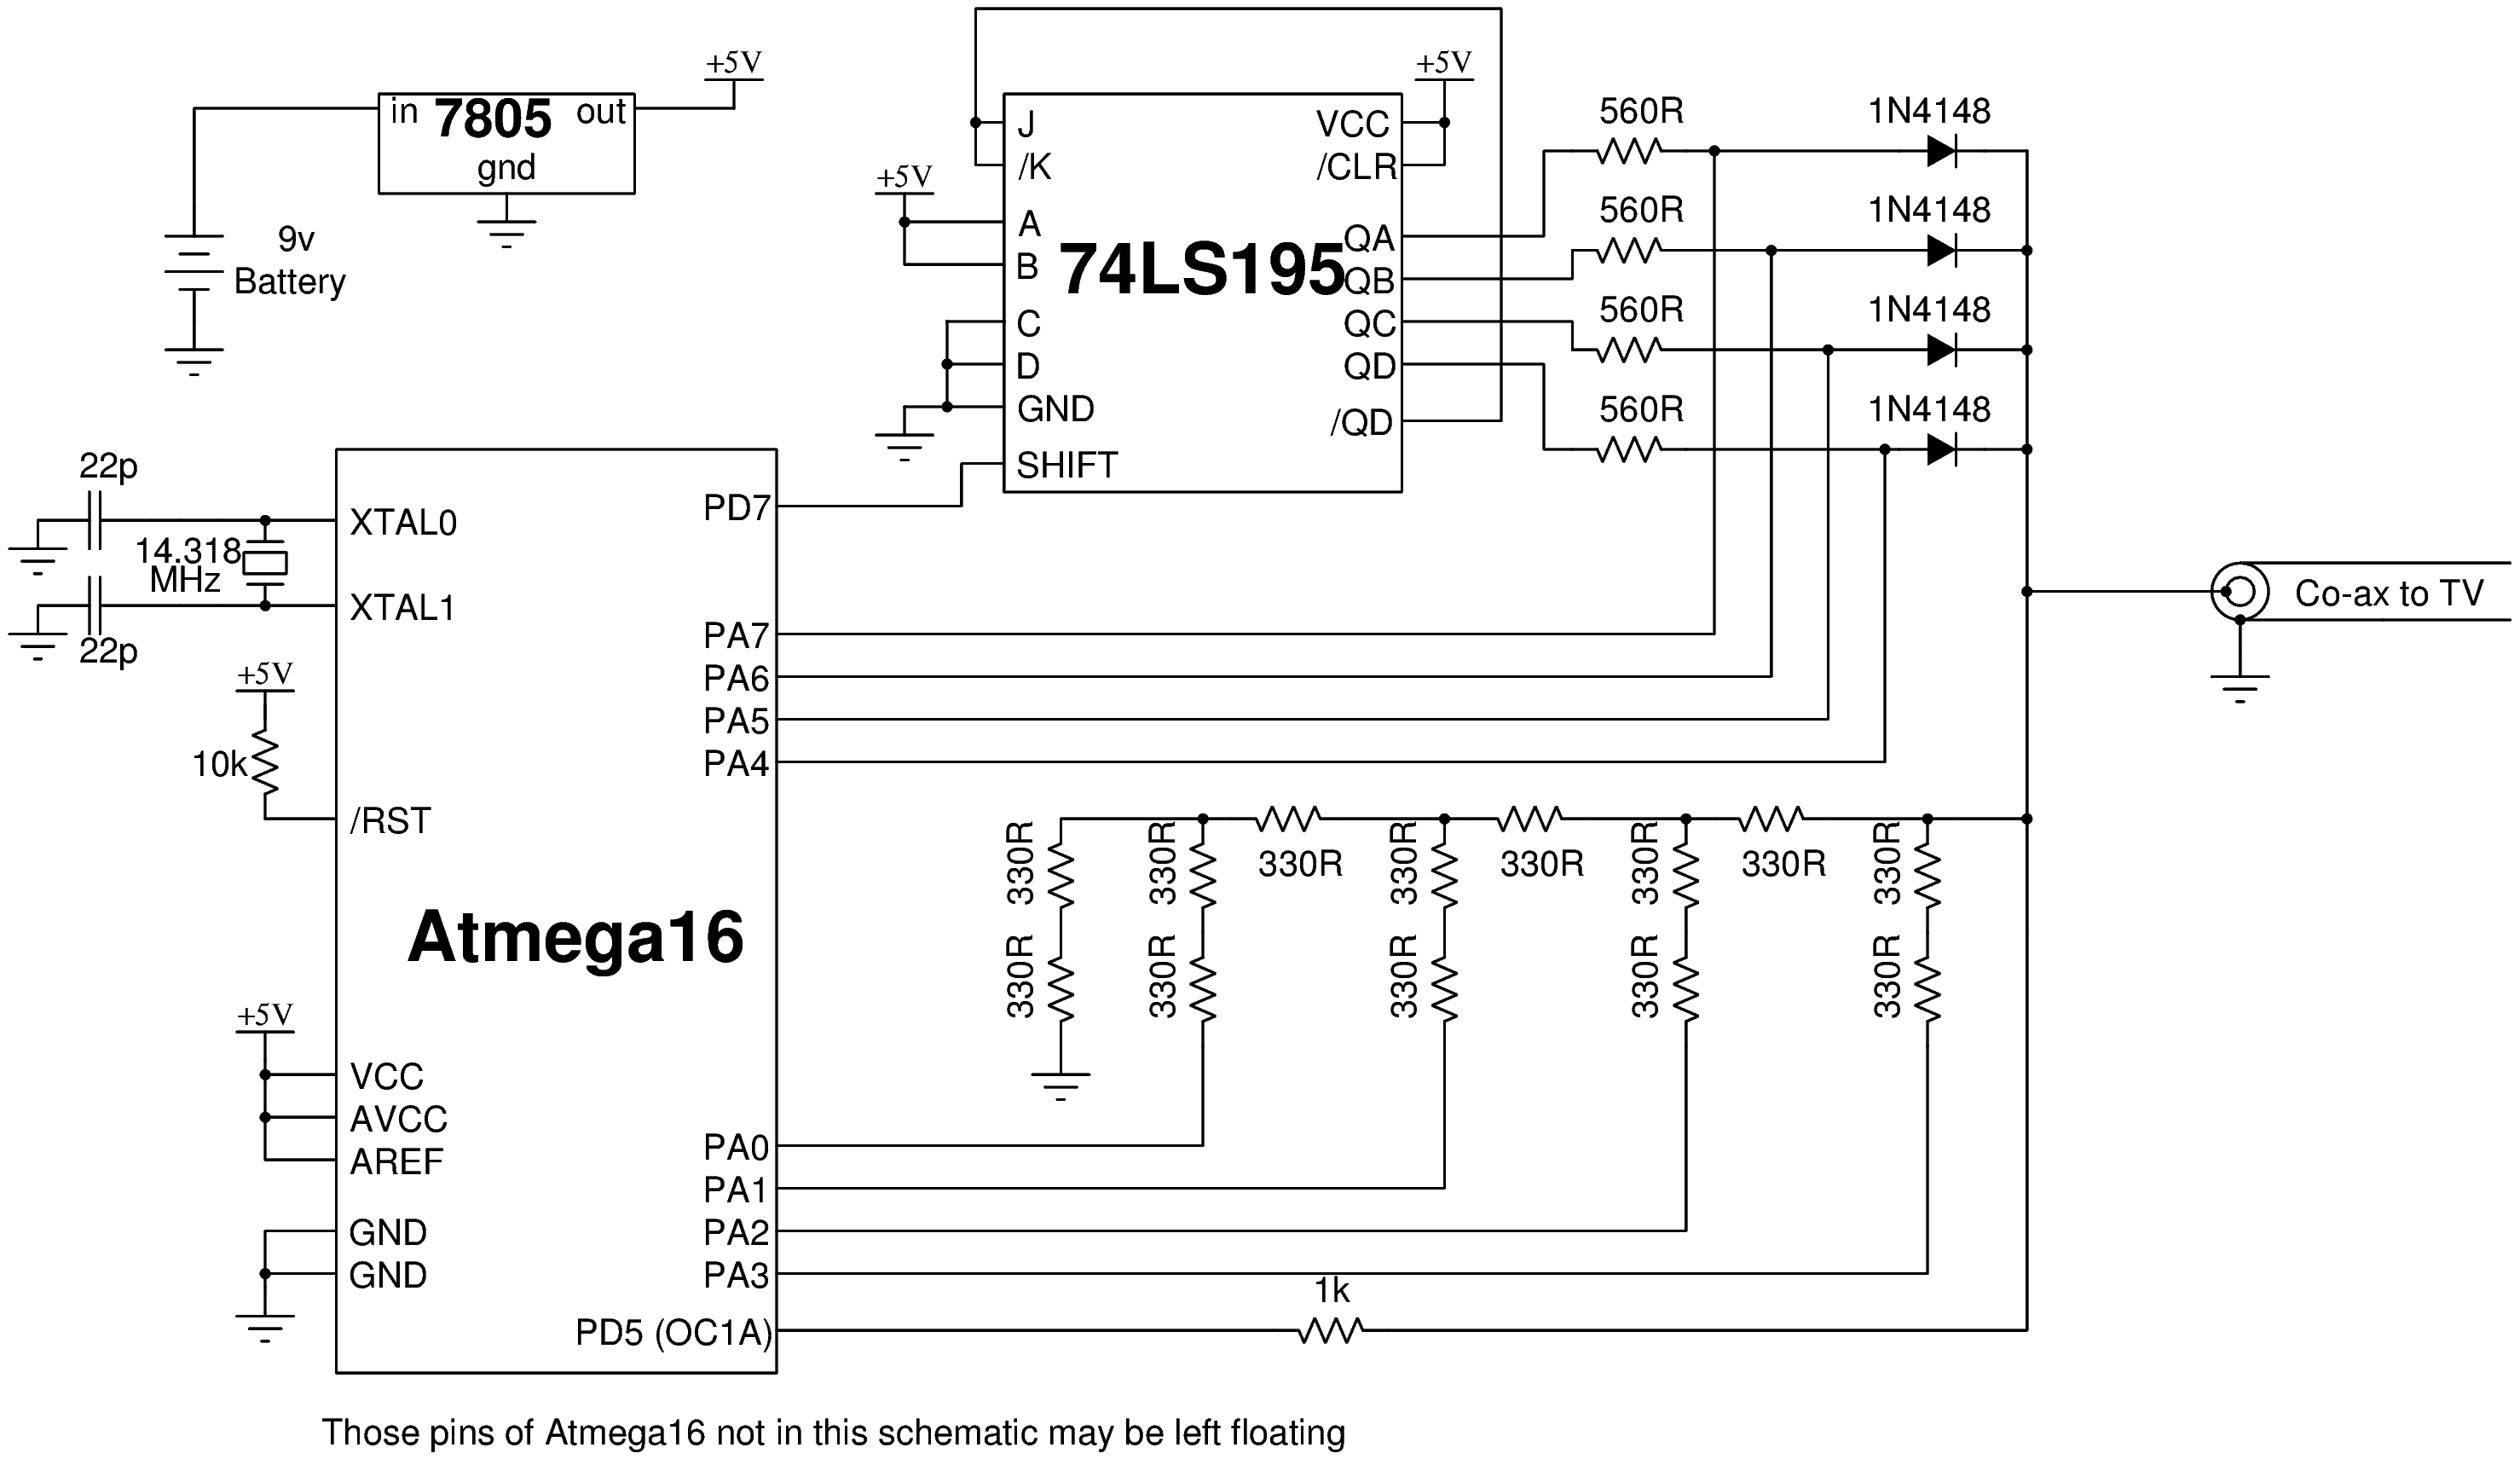 +5V
in 7805 out
gnd
9v
Battery
+5V
J
/K
+5V
A
B
C
D
GND
SHIFT
74LS195
VCC
/CLR
QA
QB
QC
QD
/QD
560R
1N4148
560R
1N4148
560R
1N4148
560R
1N4148
22p
14.318
MHz
22p
XTAL0
XTAL1
+5V
10k
/RST
Atmega16
+5V
VCC
AVCC
AREF
GND
GND
PD7
PA7
PA6
PA5
PA4
PA0
PA1
PA2
PA3
PD5 (OC1A)
330R
330R
330R
330R
330R
330R
330R
330R
330R
330R
330R
330R
330R
1k
Co-ax to TV
Those pins of Atmega16 not in this schematic may be left floating